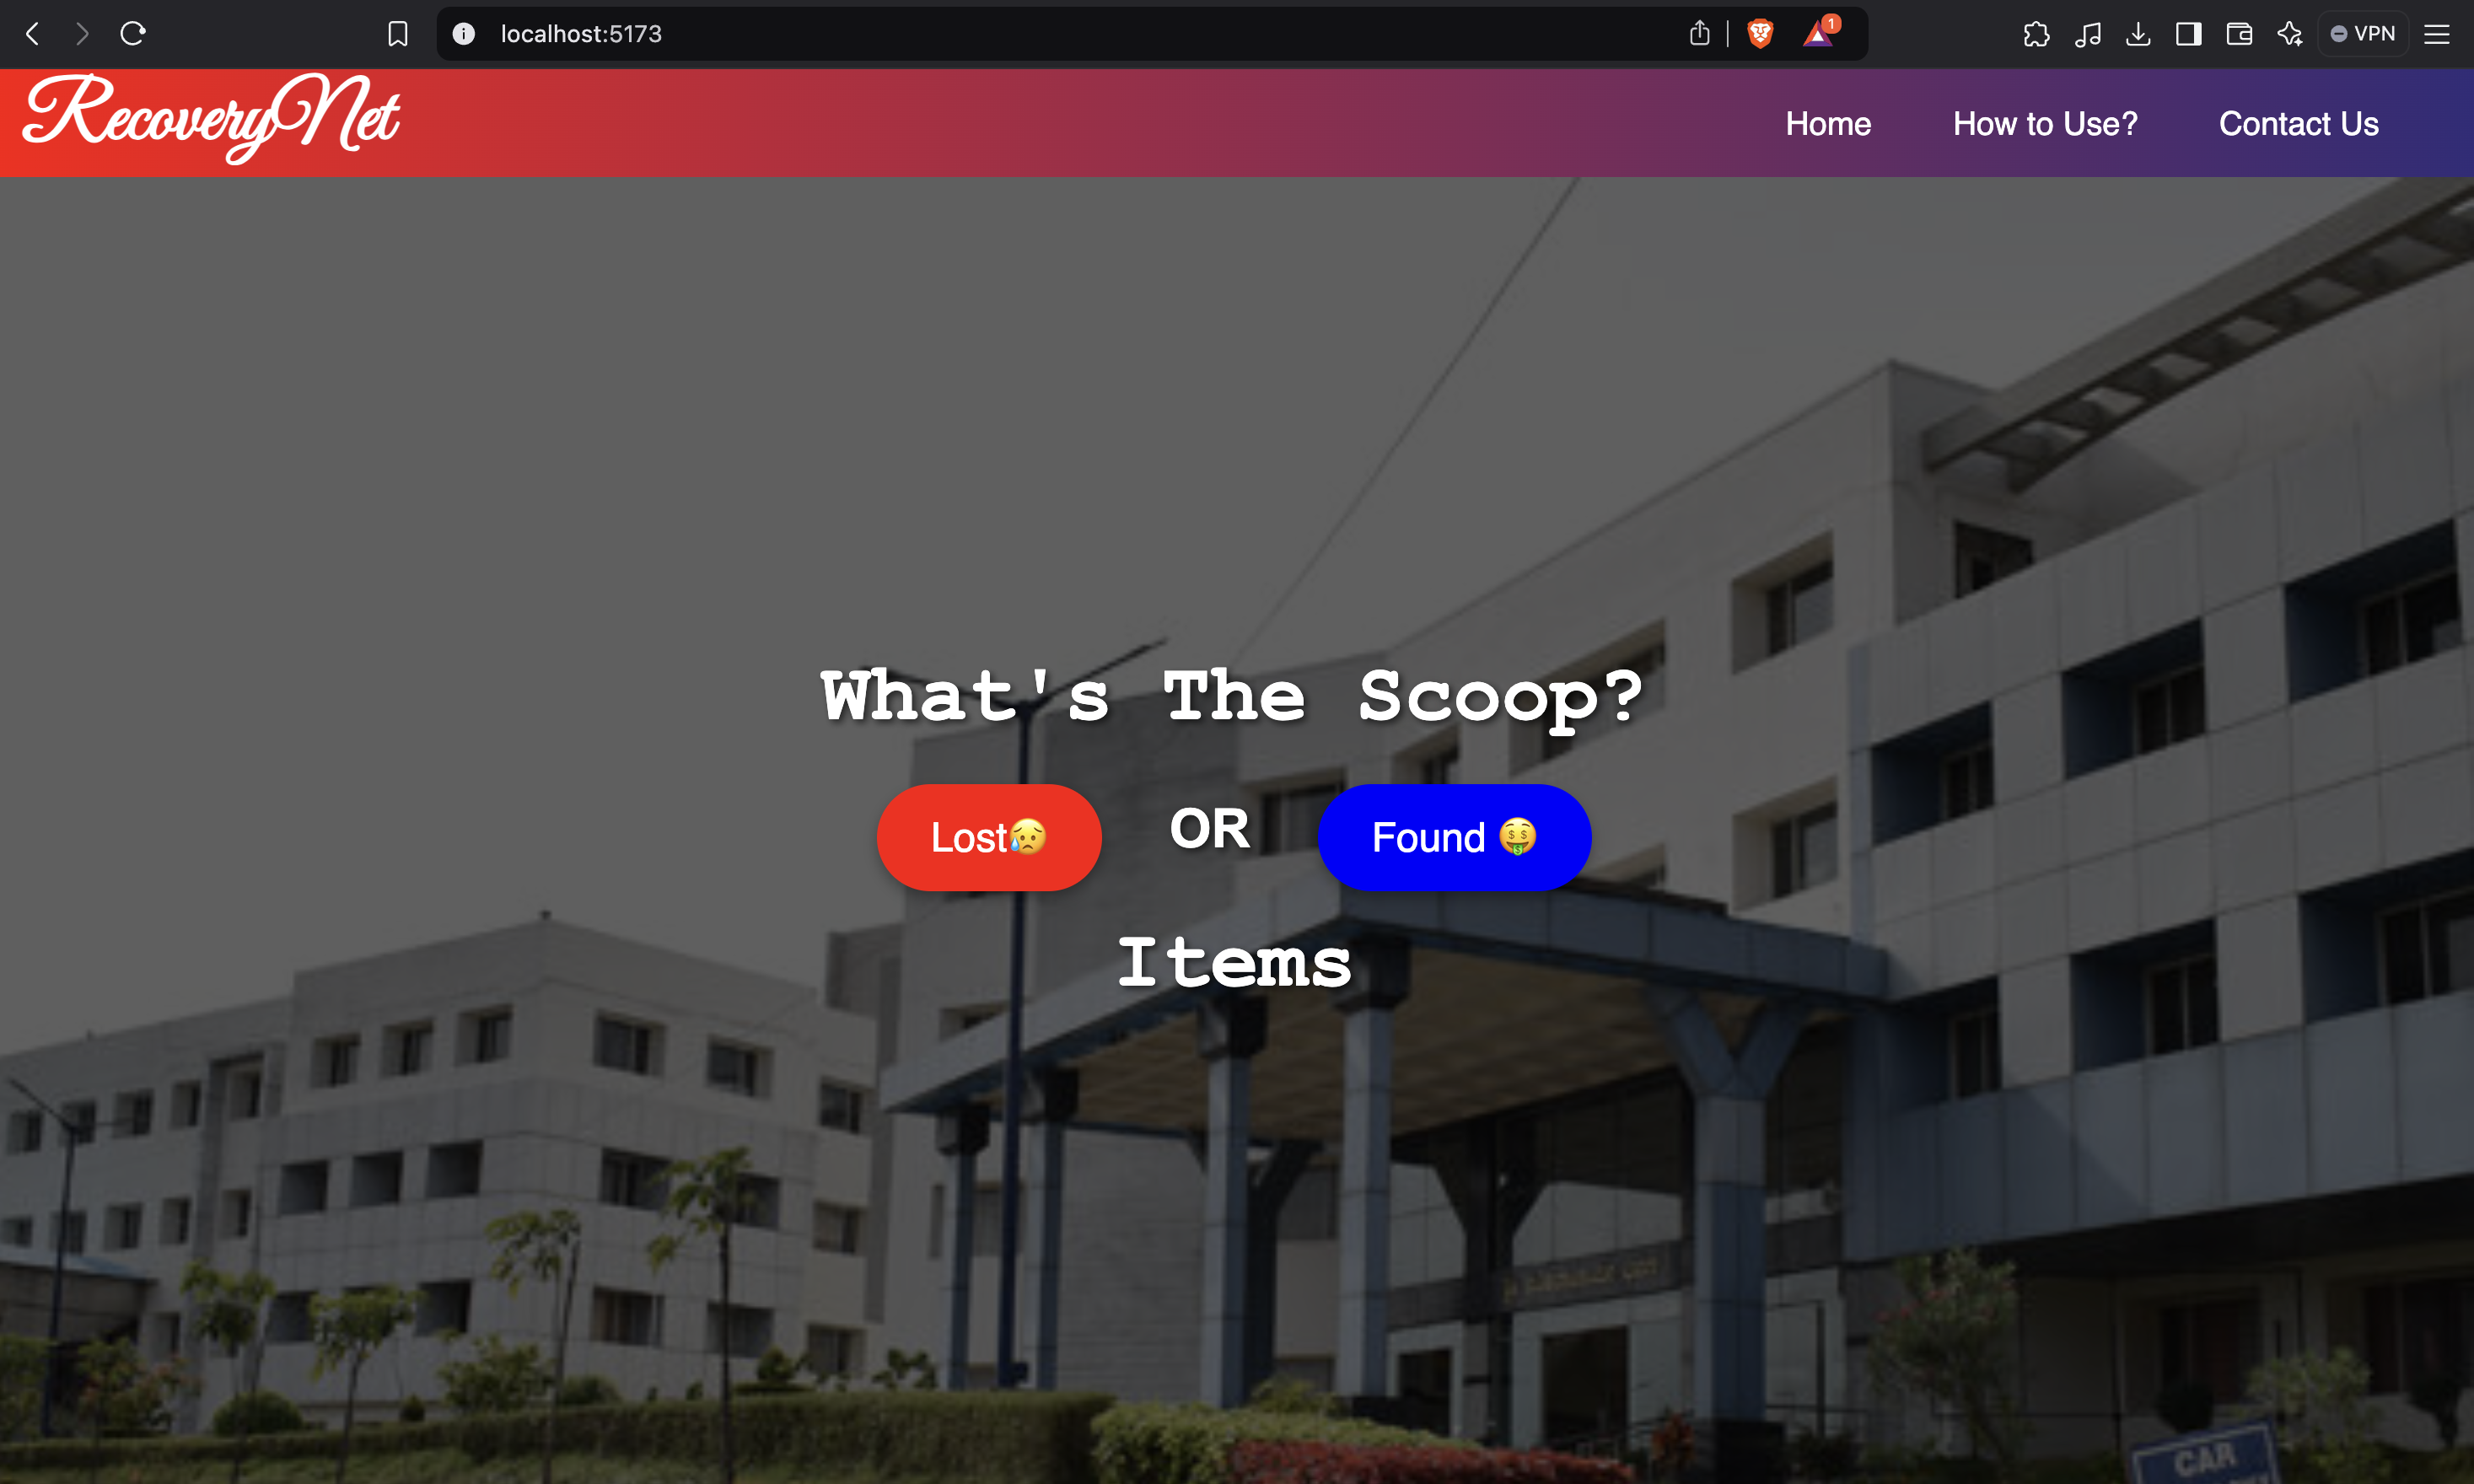 localhost:5173
1
VPN
RecoveryNet
Home
How to Use?
Contact Us
What's The Scoop?
Lost😥
OR
Found 🤑
Items
CAR